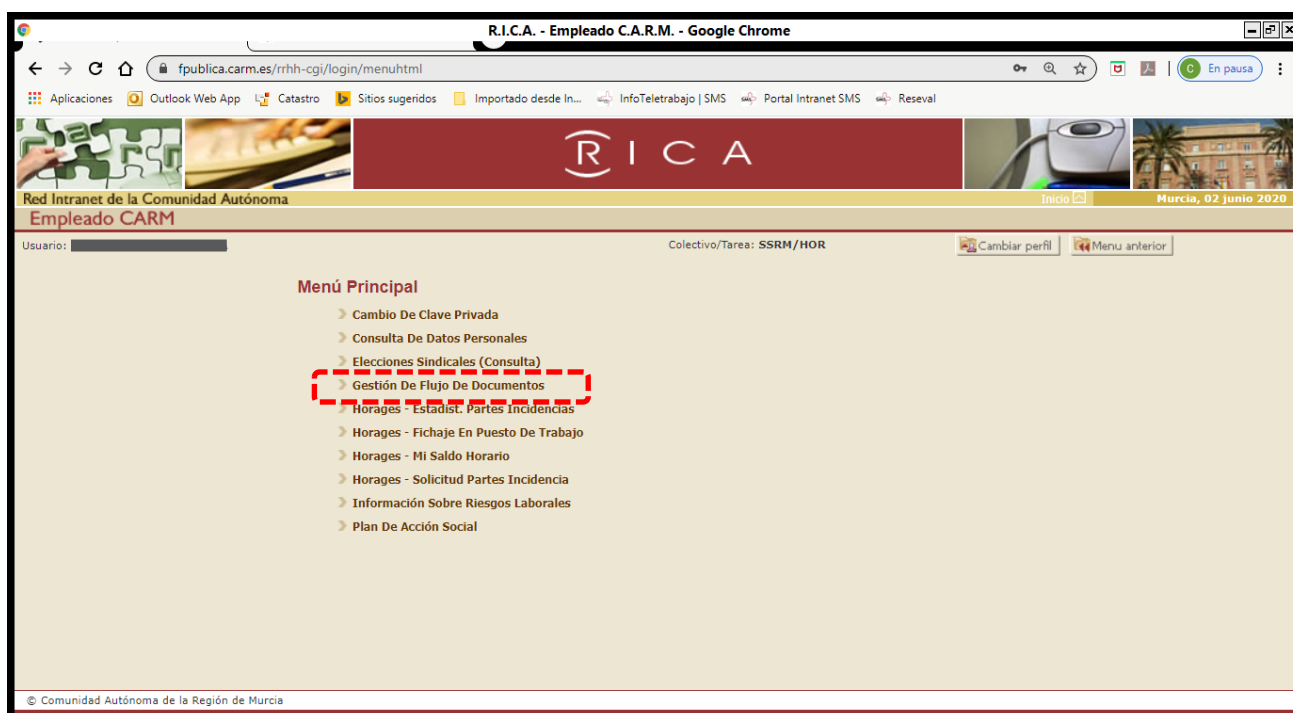 R.I.C.A. - Empleado C.A.R.M. - Google Chrome
fpublica.carm.es/rrhh-cgi/login/menuhtml
C En pausa
Aplicaciones Outlook Web App Catastro Sitios sugeridos Importado desde In... InfoTeletrabajo | SMS Portal Intranet SMS Reseval
RICA
Red Intranet de la Comunidad Autónoma Inicio Murcia, 02 junio 2020
Empleado CARM
Usuario: Colectivo/Tarea: SSRM/HOR Cambiar perfil Menu anterior
Menú Principal
Cambio De Clave Privada
Consulta De Datos Personales
Elecciones Sindicales (Consulta)
Gestión De Flujo De Documentos
Horages - Estadist. Partes Incidencias
Horages - Fichaje En Puesto De Trabajo
Horages - Mi Saldo Horario
Horages - Solicitud Partes Incidencia
Información Sobre Riesgos Laborales
Plan De Acción Social
© Comunidad Autónoma de la Región de Murcia